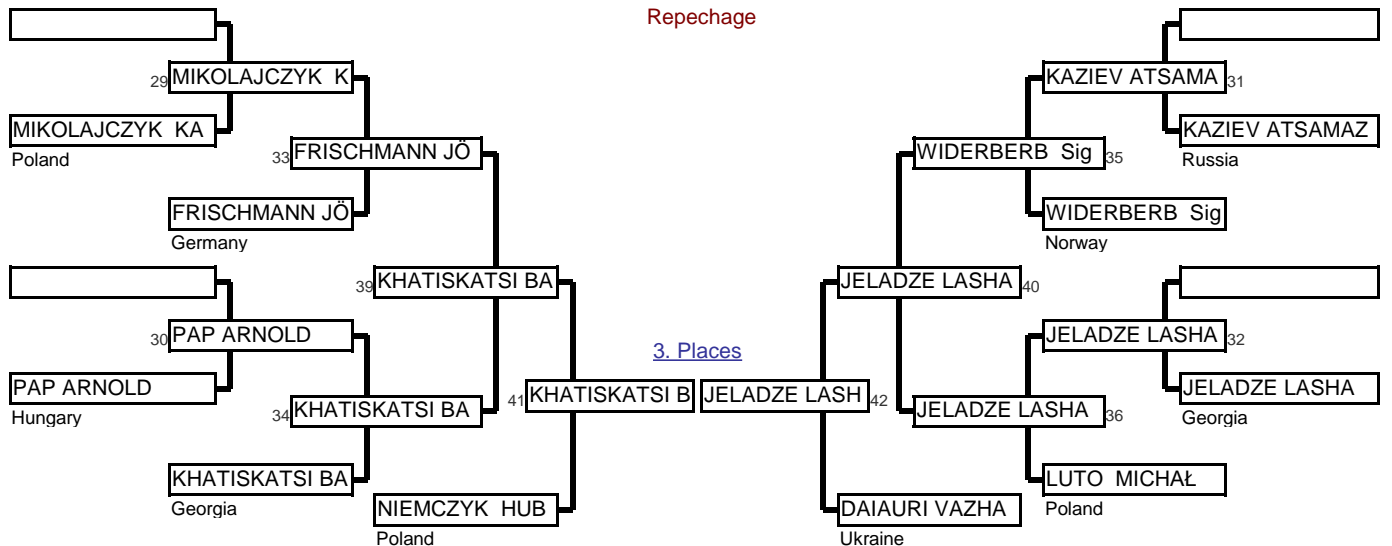 Repechage
29 MIKOLAJCZYK K
KAZIEV ATSAMA 31
MIKOLAJCZYK KA
Poland
KAZIEV ATSAMAZ
Russia
33 FRISCHMANN JÖ
WIDERBERB Sig 35
FRISCHMANN JÖ
Germany
WIDERBERB Sig
Norway
39 KHATISKATSI BA
JELADZE LASHA 40
30 PAP ARNOLD
JELADZE LASHA 32
3. Places
PAP ARNOLD
Hungary
41 KHATISKATSI B
JELADZE LASH 42
JELADZE LASHA
Georgia
34 KHATISKATSI BA
JELADZE LASHA 36
KHATISKATSI BA
Georgia
LUTO MICHAŁ
Poland
NIEMCZYK HUB
Poland
DAIAURI VAZHA
Ukraine